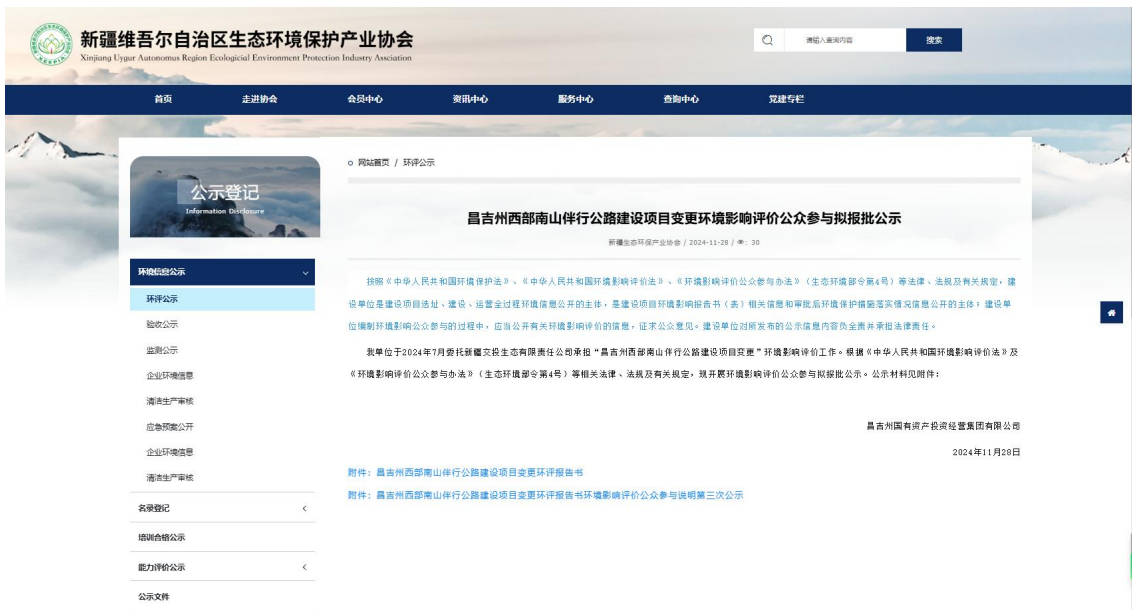 新疆维吾尔自治区生态环境保护产业协会
Xinjiang Uygur Autonomous Region Ecologicial Environment Protection Industry Assciation
请输入查询内容
搜索
首页
走进协会
会员中心
资讯中心
服务中心
查询中心
党建专栏
公示登记
Information Disclosure
环境信息公示
环评公示
验收公示
监测公示
企业环境信息
清洁生产审核
应急预案公开
企业环境信息
清洁生产审核
名录登记
培训合格公示
能力评价公示
公示文件
网站首页 / 环评公示
昌吉州西部南山伴行公路建设项目变更环境影响评价公众参与拟报批公示
新疆生态环保产业协会 / 2024-11-28 / : 30
按照《中华人民共和国环境保护法》、《中华人民共和国环境影响评价法》、《环境影响评价公众参与办法》（生态环境部令第4号）等法律、法规及有关规定，建
设单位是建设项目选址、建设、运营全过程环境信息公开的主体，是建设项目环境影响报告书（表）相关信息和审批后环境保护措施落实情况信息公开的主体；建设单
位编制环境影响公众参与的过程中，应当公开有关环境影响评价的信息，征求公众意见。建设单位对所发布的公示信息内容负全责并承担法律责任。
我单位于2024年7月委托新疆交投生态有限责任公司承担“昌吉州西部南山伴行公路建设项目变更”环境影响评价工作。根据《中华人民共和国环境影响评价法》及
《环境影响评价公众参与办法》（生态环境部令第4号）等相关法律、法规及有关规定，现开展环境影响评价公众参与拟报批公示。公示材料见附件：
昌吉州国有资产投资经营集团有限公司
2024年11月28日
附件：昌吉州西部南山伴行公路建设项目变更环评报告书
附件：昌吉州西部南山伴行公路建设项目变更环评报告书环境影响评价公众参与说明第三次公示